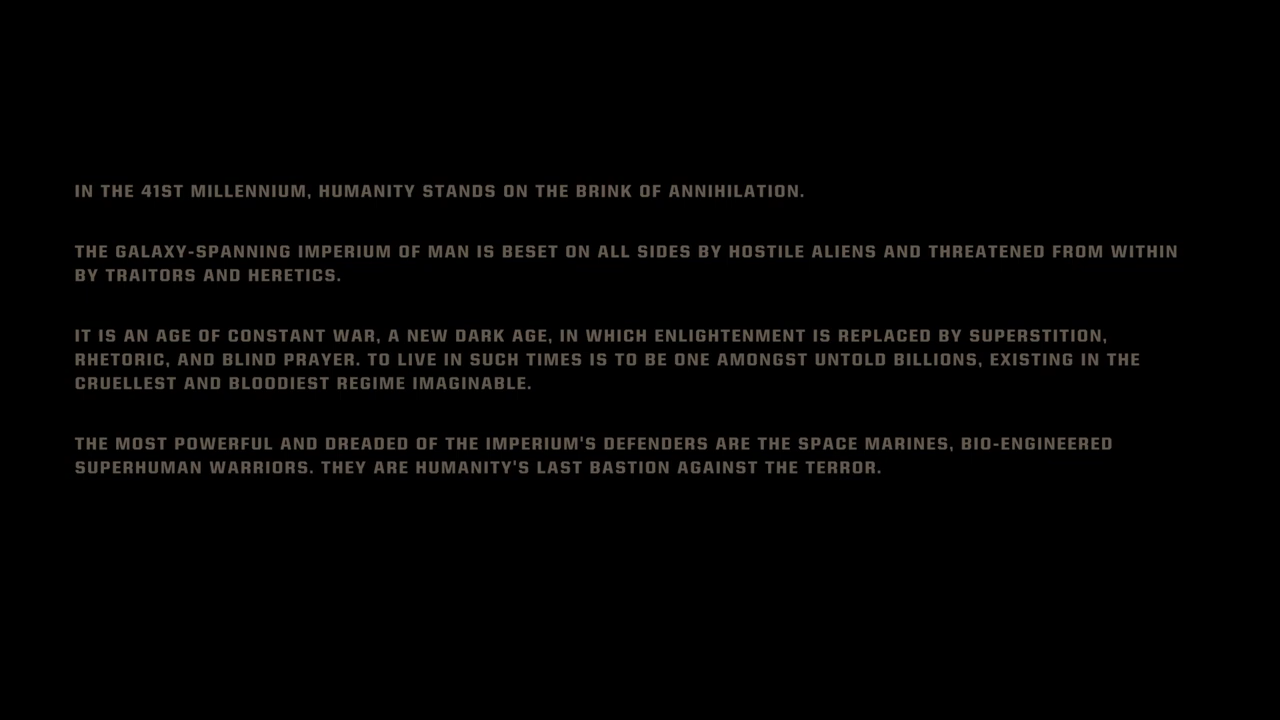 IN THE 41ST MILLENNIUM, HUMANITY STANDS ON THE BRINK OF ANNIHILATION.
THE GALAXY-SPANNING IMPERIUM OF MAN IS BESET ON ALL SIDES BY HOSTILE ALIENS AND THREATENED FROM WITHIN
BY TRAITORS AND HERETICS.
IT IS AN AGE OF CONSTANT WAR, A NEW DARK AGE, IN WHICH ENLIGHTENMENT IS REPLACED BY SUPERSTITION,
RHETORIC, AND BLIND PRAYER. TO LIVE IN SUCH TIMES IS TO BE ONE AMONGST UNTOLD BILLIONS, EXISTING IN THE
CRUELLEST AND BLOODIEST REGIME IMAGINABLE.
THE MOST POWERFUL AND DREADED OF THE IMPERIUM'S DEFENDERS ARE THE SPACE MARINES, BIO-ENGINEERED
SUPERHUMAN WARRIORS. THEY ARE HUMANITY'S LAST BASTION AGAINST THE TERROR.